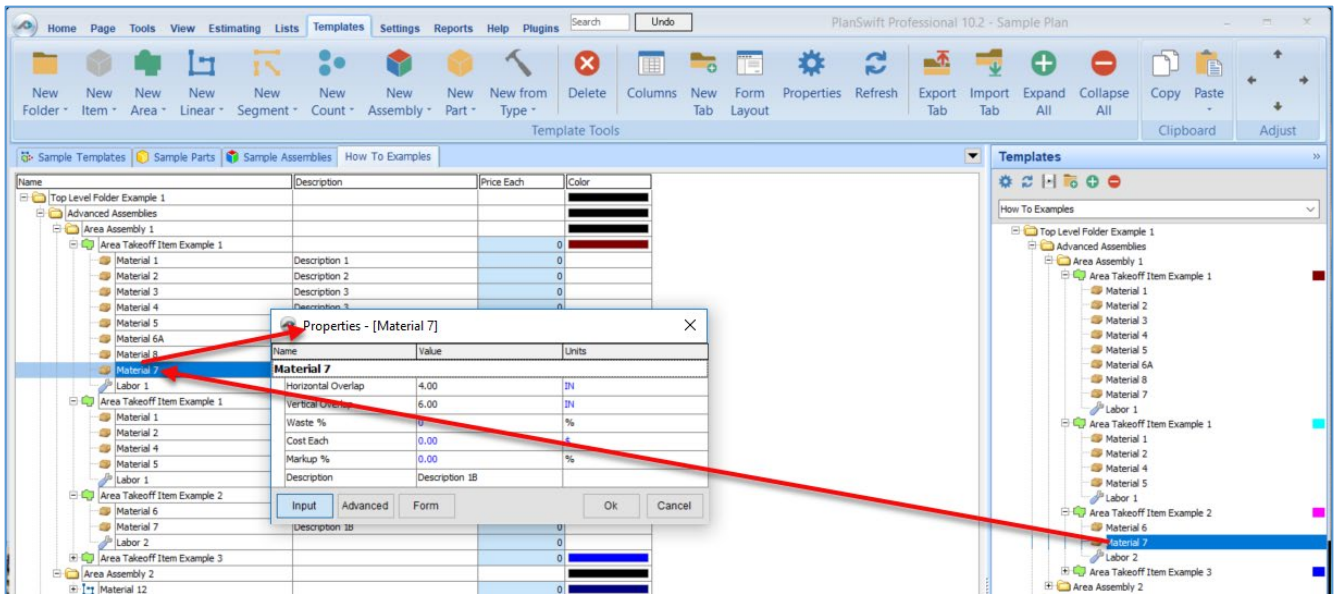 Home Page Tools View Estimating Lists Templates Settings Reports Help Plugins Search Undo PlanSwift Professional 10.2 - Sample Plan
New Folder New Item New Area New Linear New Segment New Count New Assembly New Part New from Type Delete Columns New Tab Form Layout Properties Refresh Export Tab Import Tab Expand All Collapse All Copy Paste
Template Tools Clipboard Adjust
Sample Templates Sample Parts Sample Assemblies How To Examples
Name Description Price Each Color
Top Level Folder Example 1
Advanced Assemblies
Area Assembly 1
Area Takeoff Item Example 1 0
Material 1 Description 1 0
Material 2 Description 2 0
Material 3 Description 3 0
Material 4 Description 3 0
Material 5
Material 6A
Material 8
Material 7
Labor 1
Area Takeoff Item Example 1
Material 1
Material 2
Material 4
Material 5
Labor 1
Area Takeoff Item Example 2
Material 6
Material 7 Description 1B 0
Labor 2 0
Area Takeoff Item Example 3 0
Area Assembly 2
Material 12 0
Properties - [Material 7]
Name Value Units
Material 7
Horizontal Overlap 4.00 IN
Vertical Overlap 6.00 IN
Waste % 0 %
Cost Each 0.00 $
Markup % 0.00 %
Description Description 1B
Input Advanced Form Ok Cancel
Templates
How To Examples
Top Level Folder Example 1
Advanced Assemblies
Area Assembly 1
Area Takeoff Item Example 1
Material 1
Material 2
Material 3
Material 4
Material 5
Material 6A
Material 8
Material 7
Labor 1
Area Takeoff Item Example 1
Material 1
Material 2
Material 4
Material 5
Labor 1
Area Takeoff Item Example 2
Material 6
Material 7
Labor 2
Area Takeoff Item Example 3
Area Assembly 2